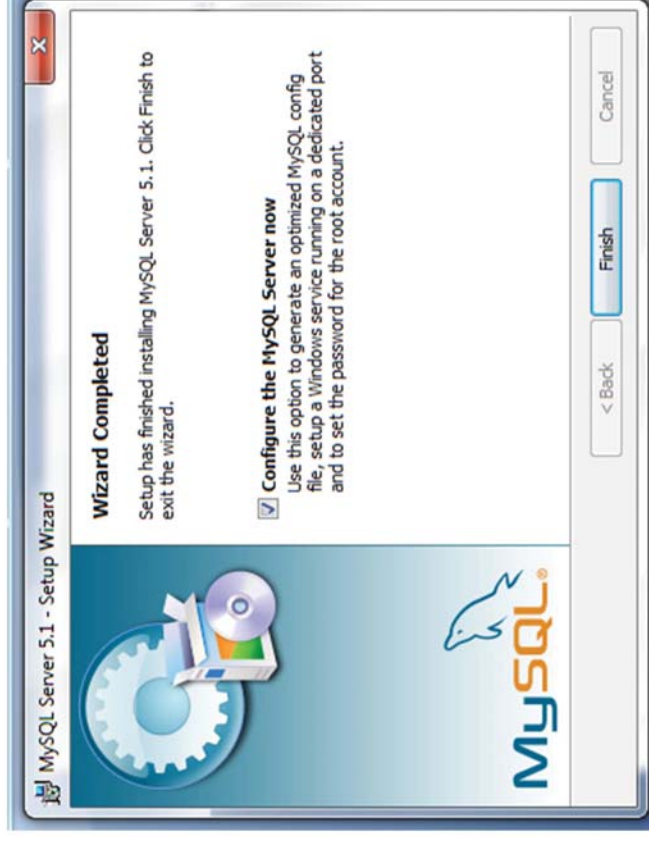 MySQL Server 5.1 - Setup Wizard
Wizard Completed
Setup has finished installing MySQL Server 5.1. Click Finish to
exit the wizard.
Configure the MySQL Server now
Use this option to generate an optimized MySQL config
file, setup a Windows service running on a dedicated port
and to set the password for the root account.
MySQL®
< Back
Finish
Cancel